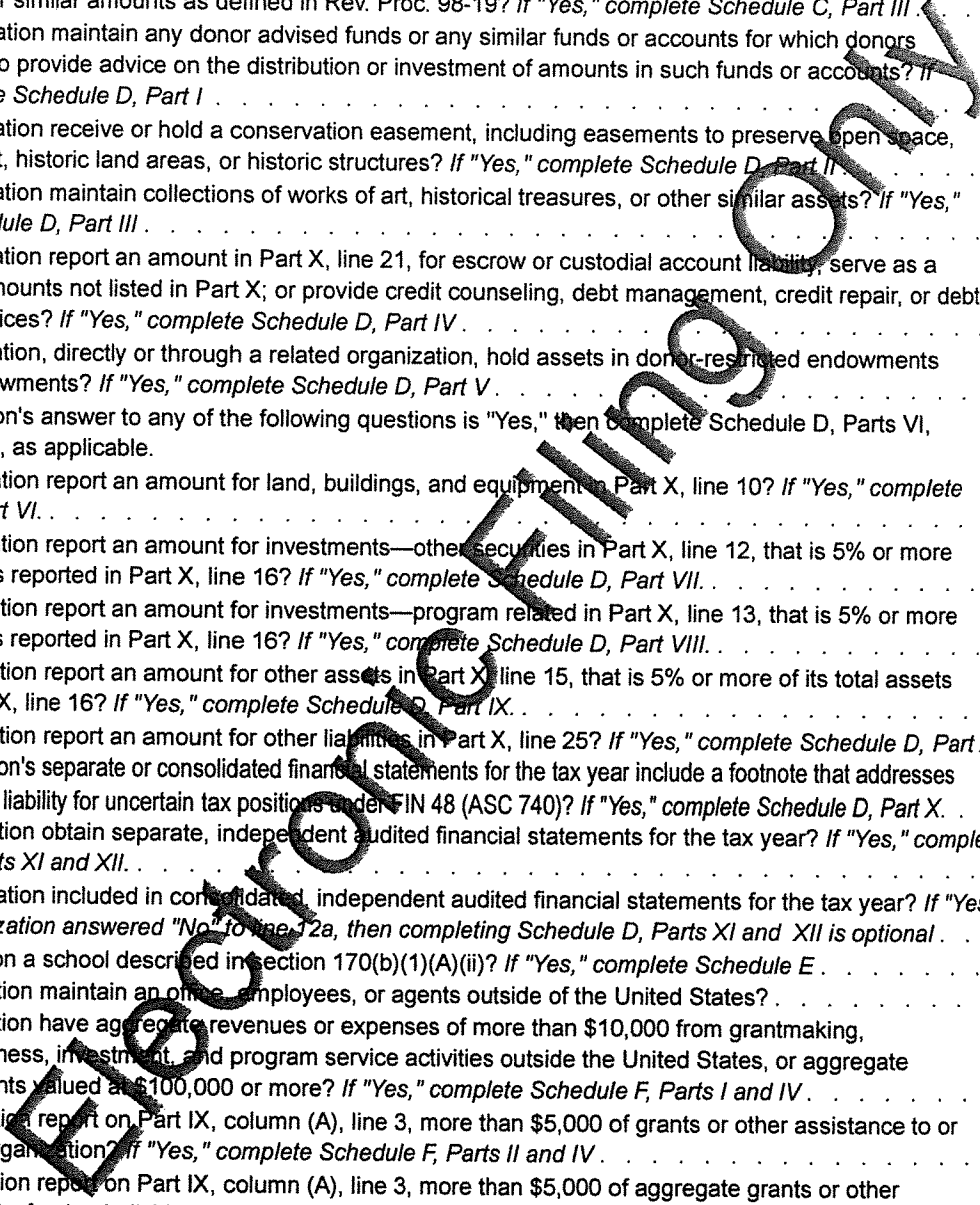 similar amounts as defined in Rev. Proc. 98-19? If "Yes," complete Schedule C, Part III .
ation maintain any donor advised funds or any similar funds or accounts for which donors
o provide advice on the distribution or investment of amounts in such funds or accounts? If
e Schedule D, Part I . . . . . . . . . . . . . . . . . . . . . . . . . . . . .
ation receive or hold a conservation easement, including easements to preserve open space,
t, historic land areas, or historic structures? If "Yes," complete Schedule D, Part II . . . . .
ation maintain collections of works of art, historical treasures, or other similar assets? If "Yes,"
dule D, Part III . . . . . . . . . . . . . . . . . . . . . . . . . . . . . . .
ation report an amount in Part X, line 21, for escrow or custodial account liability, serve as a
mounts not listed in Part X; or provide credit counseling, debt management, credit repair, or debt
ices? If "Yes," complete Schedule D, Part IV . . . . . . . . . . . . . . . . . . .
ation, directly or through a related organization, hold assets in donor-restricted endowments
wments? If "Yes," complete Schedule D, Part V . . . . . . . . . . . . . . . . . .
on's answer to any of the following questions is "Yes," then complete Schedule D, Parts VI,
, as applicable.
tion report an amount for land, buildings, and equipment in Part X, line 10? If "Yes," complete
t VI. . . . . . . . . . . . . . . . . . . . . . . . . . . . . . . . . . . .
tion report an amount for investments—other securities in Part X, line 12, that is 5% or more
s reported in Part X, line 16? If "Yes," complete Schedule D, Part VII. . . . . . . . . .
tion report an amount for investments—program related in Part X, line 13, that is 5% or more
s reported in Part X, line 16? If "Yes," complete Schedule D, Part VIII. . . . . . . . . .
tion report an amount for other assets in Part X, line 15, that is 5% or more of its total assets
X, line 16? If "Yes," complete Schedule D, Part IX. . . . . . . . . . . . . . . . .
tion report an amount for other liabilities in Part X, line 25? If "Yes," complete Schedule D, Part
on's separate or consolidated financial statements for the tax year include a footnote that addresses
liability for uncertain tax positions under FIN 48 (ASC 740)? If "Yes," complete Schedule D, Part X. .
tion obtain separate, independent audited financial statements for the tax year? If "Yes," comple
ts XI and XII. . . . . . . . . . . . . . . . . . . . . . . . . . . . . . . .
ation included in consolidated, independent audited financial statements for the tax year? If "Yes
zation answered "No" to line 12a, then completing Schedule D, Parts XI and XII is optional . . .
on a school described in section 170(b)(1)(A)(ii)? If "Yes," complete Schedule E . . . . . .
tion maintain an office, employees, or agents outside of the United States? . . . . . . .
tion have aggregate revenues or expenses of more than $10,000 from grantmaking,
ness, investment, and program service activities outside the United States, or aggregate
nts valued at $100,000 or more? If "Yes," complete Schedule F, Parts I and IV . . . . . . .
ion report on Part IX, column (A), line 3, more than $5,000 of grants or other assistance to or
ganization? If "Yes," complete Schedule F, Parts II and IV . . . . . . . . . . . . .
ion report on Part IX, column (A), line 3, more than $5,000 of aggregate grants or other
Electronic Filing Only